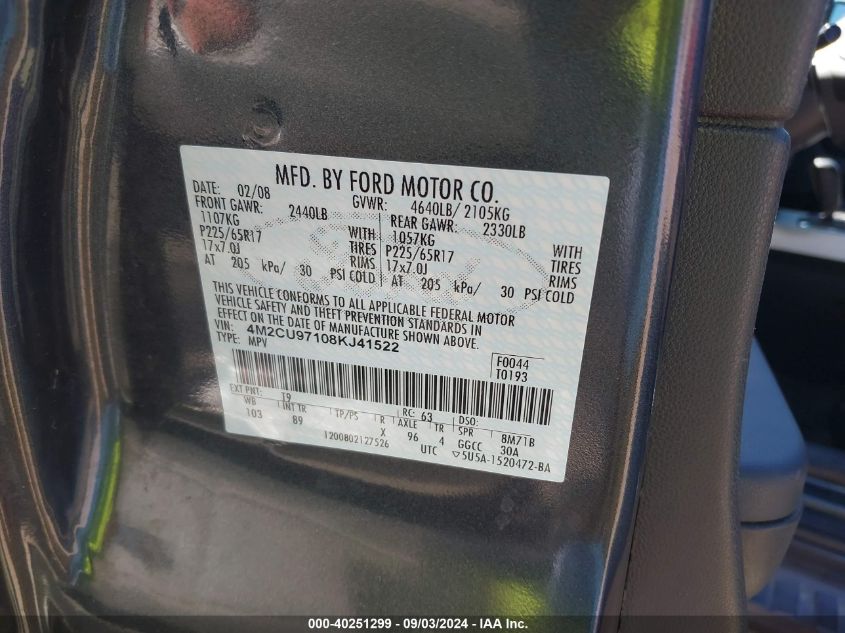 MFD. BY FORD MOTOR CO.
DATE: 02/08 GVWR: 4640LB/ 2105KG
FRONT GAWR: 2440LB REAR GAWR: 2330LB
1107KG WITH 1057KG WITH
P225/65R17 TIRES P225/65R17 TIRES
17x7.0J RIMS 17x7.0J RIMS
AT 205 kPa/ 30 PSI COLD AT 205 kPa/ 30 PSI COLD
THIS VEHICLE CONFORMS TO ALL APPLICABLE FEDERAL MOTOR
VEHICLE SAFETY AND THEFT PREVENTION STANDARDS IN
EFFECT ON THE DATE OF MANUFACTURE SHOWN ABOVE.
VIN: 4M2CU97108KJ41522
TYPE: MPV
F0044
T0193
EXT PNT: T9 RC: 63 DSO:
WB INT TR TP/PS R AXLE TR SPR 8M71B
103 89 X 96 4 GGCC 30A
1200802127526 UTC ▽5U5A-1520472-BA
000-40251299 - 09/03/2024 - IAA Inc.